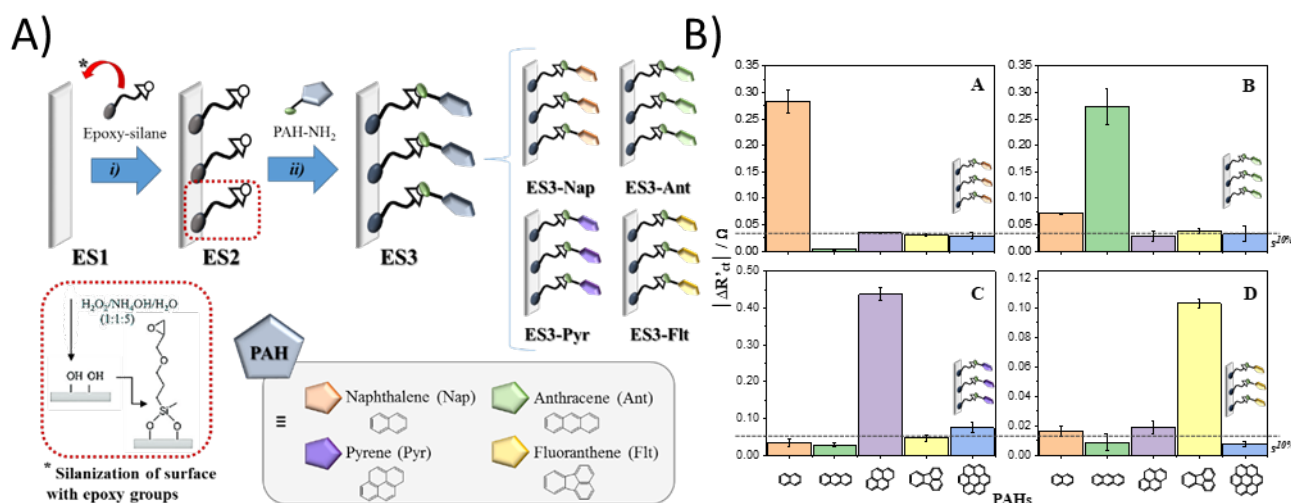 A)
*
Epoxy-silane
i)
PAH-NH2
ii)
ES1
ES2
ES3
ES3-Nap
ES3-Ant
ES3-Pyr
ES3-Flt
H2O2/NH4OH/H2O
(1:1:5)
O
O
OH OH
Si
O
O
* Silanization of surface
with epoxy groups
PAH
≡
Naphthalene (Nap)
Anthracene (Ant)
Pyrene (Pyr)
Fluoranthene (Flt)
B)
|ΔR'ct| / Ω
0.35
0.30
0.25
0.20
0.15
0.10
0.05
0.00
A
0.35
0.30
0.25
0.20
0.15
0.10
0.05
0.00
B
s10%
0.50
0.40
0.30
0.20
0.10
0.00
C
0.12
0.10
0.08
0.06
0.04
0.02
0.00
D
s10%
PAHs